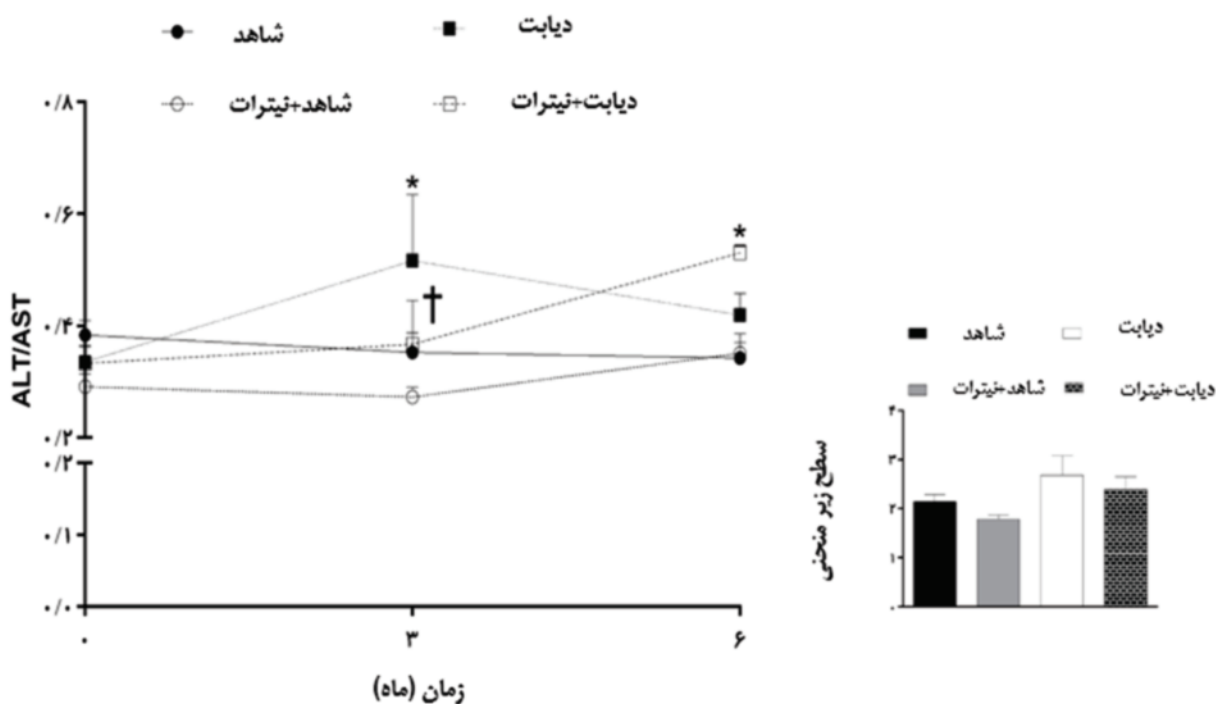 شاهد
دیابت
شاهد+نیترات
دیابت+نیترات
۰/۸
*
۰/۶
*
†
۰/۴
۰/۲
۰/۲
۰/۱
۰/۰
ALT/AST
۰
۳
۶
زمان (ماه)
شاهد
دیابت
شاهد+نیترات
دیابت+نیترات
۴
۳
۲
۱
۰
سطح زیر منحنی